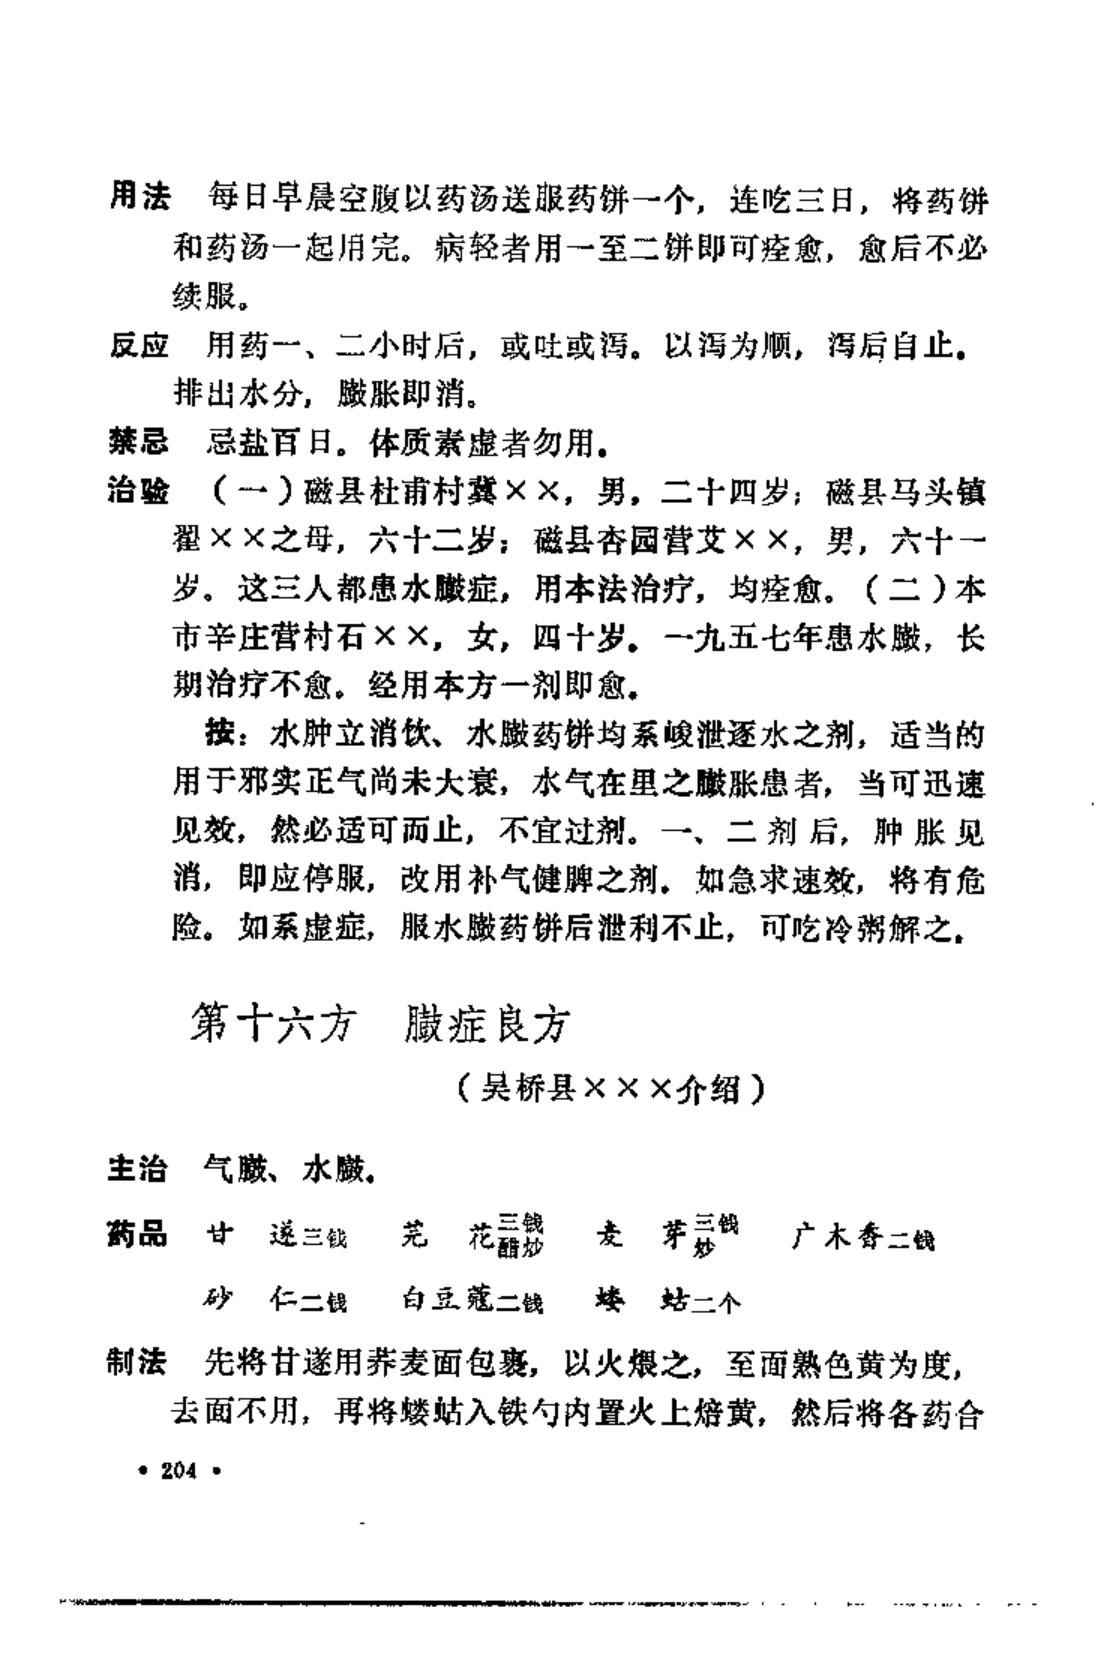 用法　每日早晨空腹以药汤送服药饼一个，连吃三日，将药饼
和药汤一起用完。病轻者用一至二饼即可痊愈，愈后不必
续服。
反应　用药一、二小时后，或吐或泻。以泻为顺，泻后自止。
排出水分，臌胀即消。
禁忌　忌盐百日。体质素虚者勿用。
治验　（一）磁县杜甫村冀××，男，二十四岁；磁县马头镇
翟××之母，六十二岁；磁县杏园营艾××，男，六十一
岁。这三人都患水臌症，用本法治疗，均痊愈。（二）本
市辛庄营村石××，女，四十岁。一九五七年患水臌，长
期治疗不愈。经用本方一剂即愈。
按：水肿立消饮、水臌药饼均系峻泄逐水之剂，适当的
用于邪实正气尚未大衰，水气在里之臌胀患者，当可迅速
见效，然必适可而止，不宜过剂。一、二剂后，肿胀见
消，即应停服，改用补气健脾之剂。如急求速效，将有危
险。如系虚症，服水臌药饼后泄利不止，可吃冷粥解之。
第十六方　臌症良方
（吴桥县×××介绍）
主治　气臌、水臌。
药品　甘遂三钱　芫花三钱醋炒　麦芽三钱炒　广木香二钱
砂仁二钱　白豆蔻二钱　蝼蛄二个
制法　先将甘遂用荞麦面包裹，以火煨之，至面熟色黄为度，
去面不用，再将蝼蛄入铁勺内置火上焙黄，然后将各药合
• 204 •